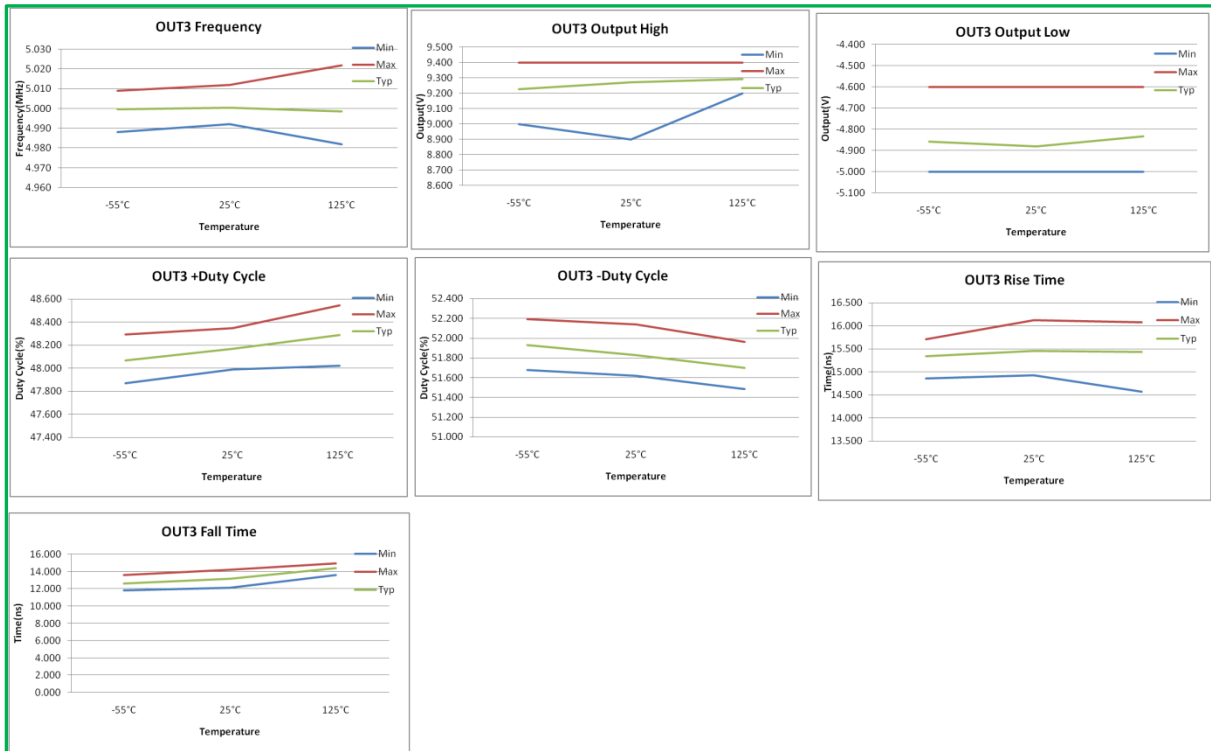 OUT3 Frequency
5.030
5.020
5.010
5.000
4.990
4.980
4.970
4.960
Frequency(MHz)
-55°C 25°C 125°C
Temperature
Min
Max
Typ
OUT3 Output High
9.500
9.400
9.300
9.200
9.100
9.000
8.900
8.800
8.700
8.600
Output(V)
-55°C 25°C 125°C
Temperature
Min
Max
Typ
OUT3 Output Low
-4.400
-4.500
-4.600
-4.700
-4.800
-4.900
-5.000
-5.100
Output(V)
-55°C 25°C 125°C
Temperature
Min
Max
Typ
OUT3 +Duty Cycle
48.600
48.400
48.200
48.000
47.800
47.600
47.400
Duty Cycle(%)
-55°C 25°C 125°C
Temperature
Min
Max
Typ
OUT3 -Duty Cycle
52.400
52.200
52.000
51.800
51.600
51.400
51.200
51.000
Duty Cycle(%)
-55°C 25°C 125°C
Temperature
Min
Max
Typ
OUT3 Rise Time
16.500
16.000
15.500
15.000
14.500
14.000
13.500
Time(ns)
-55°C 25°C 125°C
Temperature
Min
Max
Typ
OUT3 Fall Time
16.000
14.000
12.000
10.000
8.000
6.000
4.000
2.000
0.000
Time(ns)
-55°C 25°C 125°C
Temperature
Min
Max
Typ